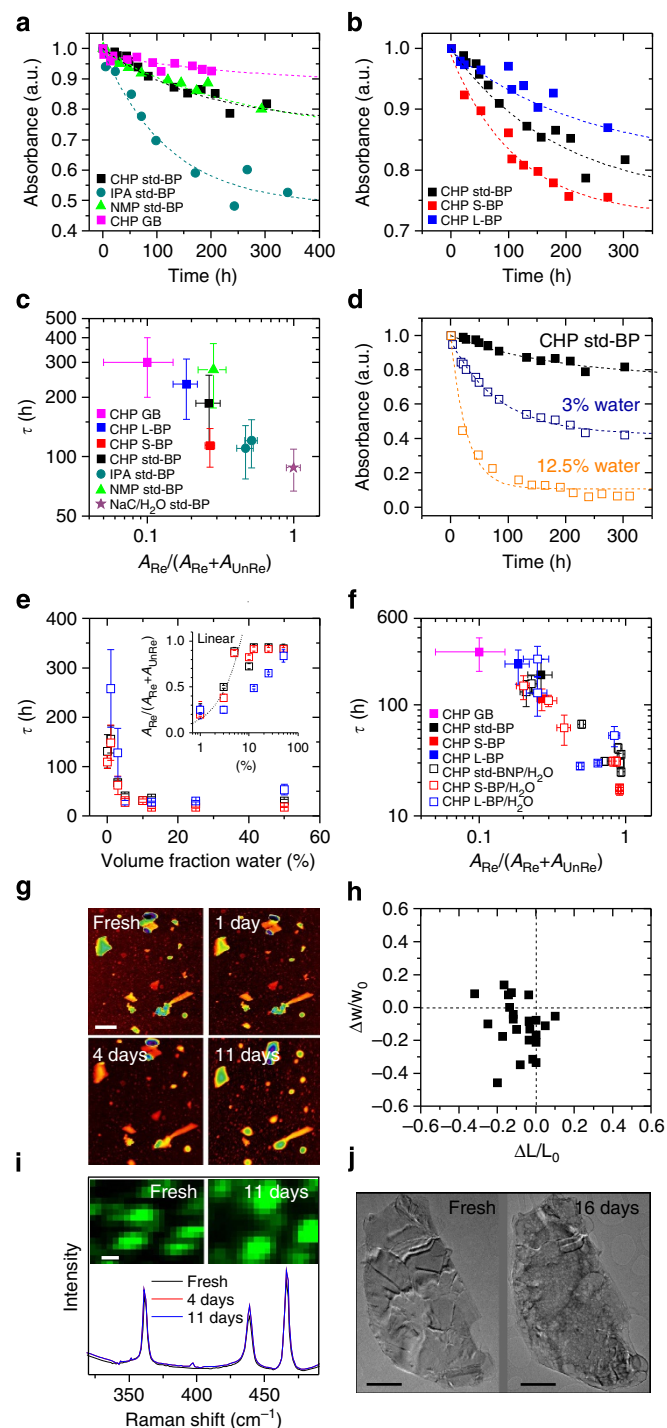 a
1.0
0.9
0.8
0.7
0.6
0.5
0.4
Absorbance (a.u.)
CHP std-BP
IPA std-BP
NMP std-BP
CHP GB
0 100 200 300 400
Time (h)
b
1.0
0.9
0.8
0.7
Absorbance (a.u.)
CHP std-BP
CHP S-BP
CHP L-BP
0 100 200 300
Time (h)
c
500
400
300
200
100
50
τ (h)
CHP GB
CHP L-BP
CHP S-BP
CHP std-BP
IPA std-BP
NMP std-BP
NaC/H2O std-BP
0.1 1
ARe/(ARe+AUnRe)
d
1.0
0.8
0.6
0.4
0.2
0.0
Absorbance (a.u.)
CHP std-BP
3% water
12.5% water
0 100 200 300
Time (h)
e
400
300
200
100
0
τ (h)
Linear
1.0
0.5
0.0
ARe/(ARe+AUnRe)
1 10 100
(%)
0 20 40 60
Volume fraction water (%)
f
600
100
10
τ (h)
CHP GB
CHP std-BP
CHP S-BP
CHP L-BP
CHP std-BNP/H2O
CHP S-BP/H2O
CHP L-BP/H2O
0.1 1
ARe/(ARe+AUnRe)
g
Fresh
1 day
4 days
11 days
h
0.6
0.4
0.2
0.0
−0.2
−0.4
−0.6
Δw/w0
−0.6 −0.4 −0.2 0.0 0.2 0.4 0.6
ΔL/L0
i
Fresh
11 days
Intensity
Fresh
4 days
11 days
350 400 450
Raman shift (cm−1)
j
Fresh
16 days